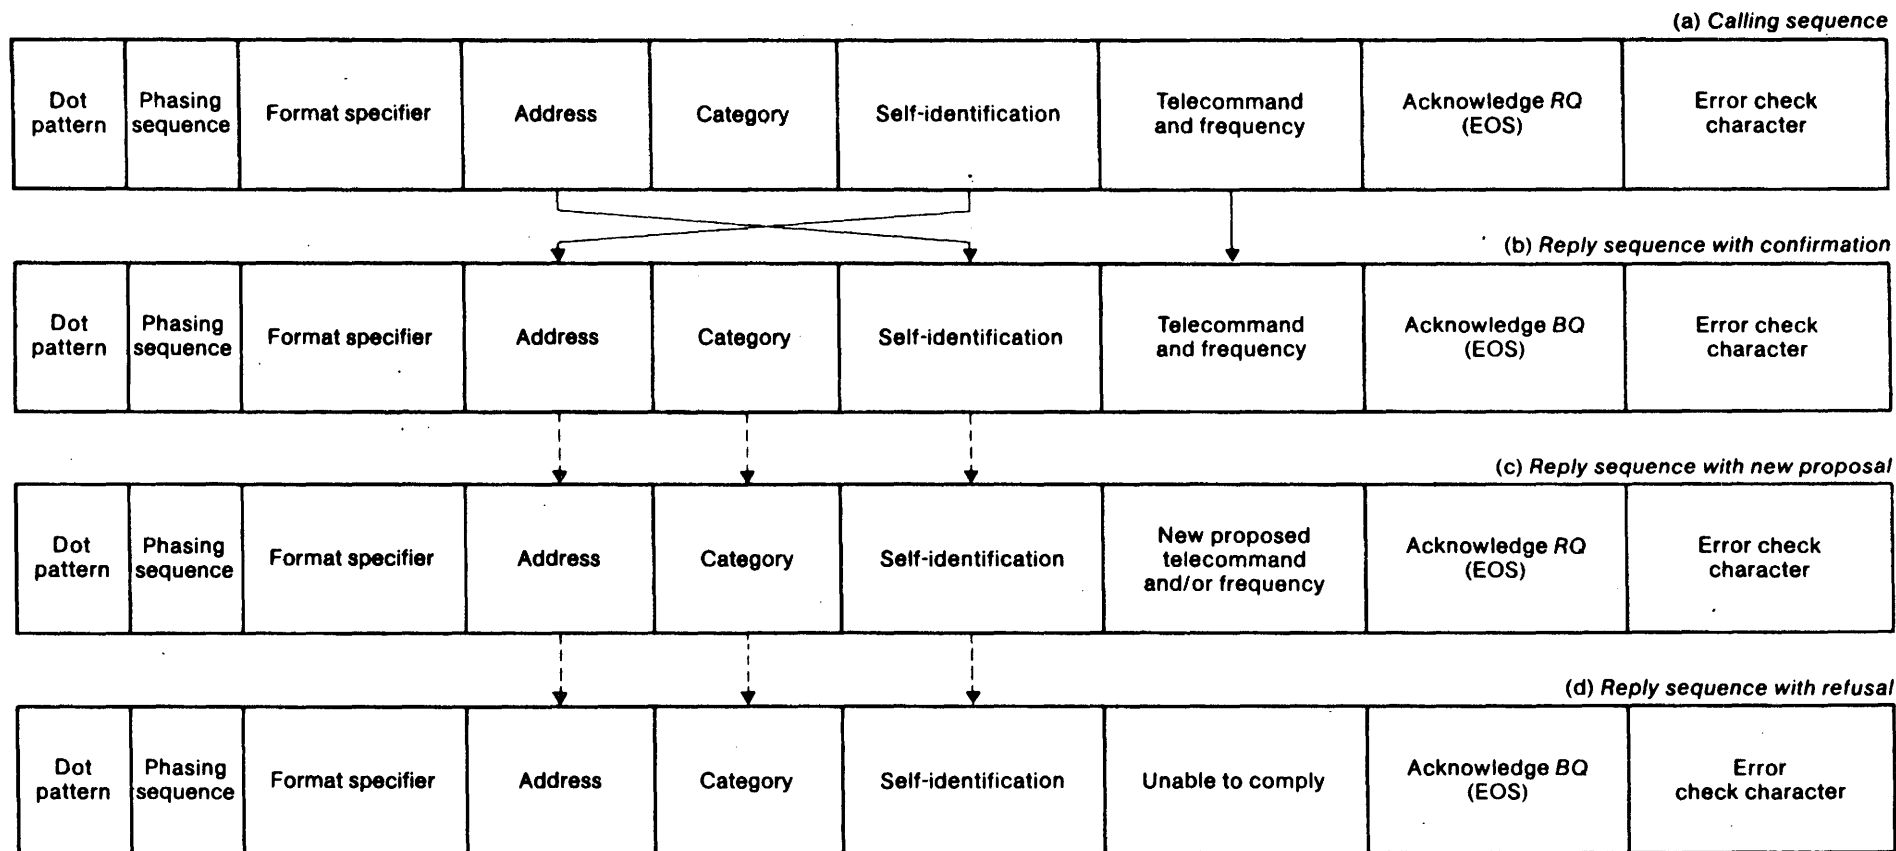 (a) Calling sequence
Dot
pattern
Phasing
sequence
Format specifier
Address
Category
Self-identification
Telecommand
and frequency
Acknowledge RQ
(EOS)
Error check
character
(b) Reply sequence with confirmation
Dot
pattern
Phasing
sequence
Format specifier
Address
Category
Self-identification
Telecommand
and frequency
Acknowledge BQ
(EOS)
Error check
character
(c) Reply sequence with new proposal
Dot
pattern
Phasing
sequence
Format specifier
Address
Category
Self-identification
New proposed
telecommand
and/or frequency
Acknowledge RQ
(EOS)
Error check
character
(d) Reply sequence with refusal
Dot
pattern
Phasing
sequence
Format specifier
Address
Category
Self-identification
Unable to comply
Acknowledge BQ
(EOS)
Error
check character